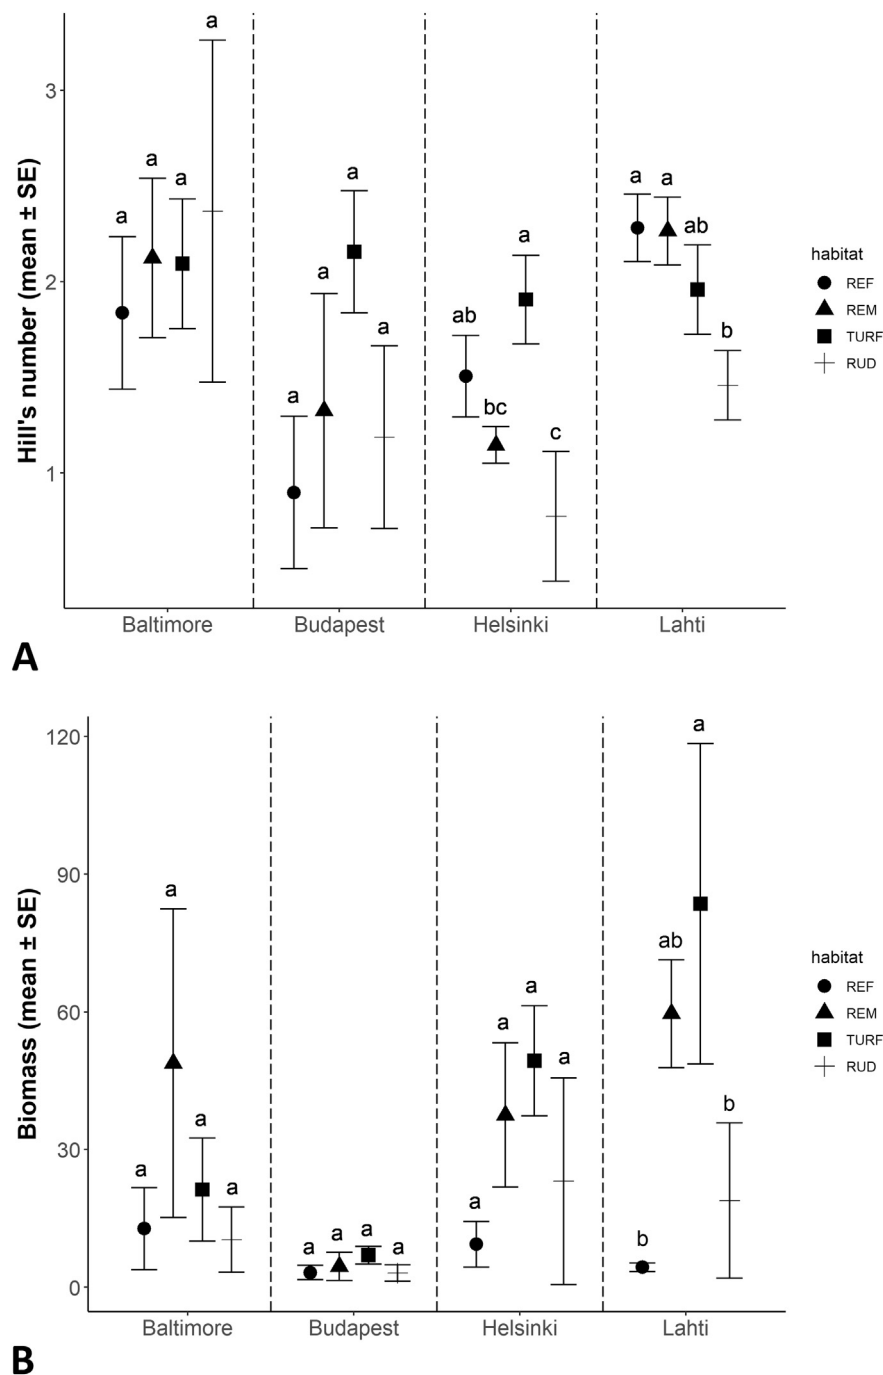 Hill's number (mean ± SE)
3
2
1
a a a a
a a a a
ab bc a c
a a ab b
Baltimore Budapest Helsinki Lahti
habitat
REF
REM
TURF
RUD
A
Biomass (mean ± SE)
120
90
60
30
0
a a a a
a a a a
a a a a
b ab a b
Baltimore Budapest Helsinki Lahti
habitat
REF
REM
TURF
RUD
B